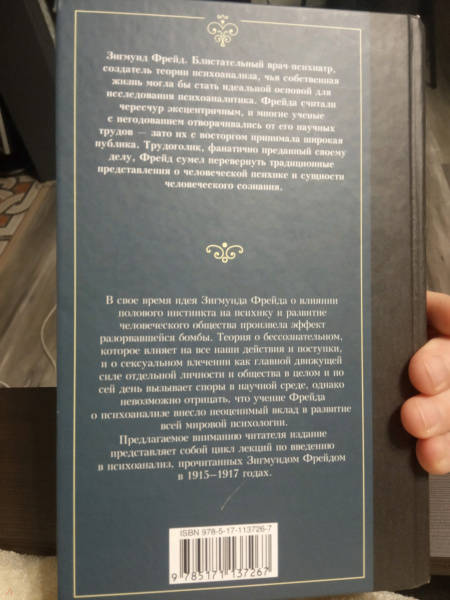 Зигмунд Фрейд. Блистательный врач-психиатр,
создатель теории психоанализа, чья собственная
жизнь могла бы стать идеальной основой для
исследования психоаналитика. Фрейда считали
чересчур эксцентричным, и многие ученые
с негодованием отворачивались от его научных
трудов — зато их с восторгом принимала широкая
публика. Трудоголик, фанатично преданный своему
делу, Фрейд сумел перевернуть традиционные
представления о человеческой психике и сущности
человеческого сознания.
В свое время идея Зигмунда Фрейда о влиянии
полового инстинкта на психику и развитие
человеческого общества произвела эффект
разорвавшейся бомбы. Теория о бессознательном,
которое влияет на все наши действия и поступки,
и о сексуальном влечении как главной движущей
силе отдельной личности и общества в целом и по
сей день вызывает споры в научной среде, однако
невозможно отрицать, что учение Фрейда
о психоанализе внесло неоценимый вклад в развитие
всей мировой психологии.
Предлагаемое вниманию читателя издание
представляет собой цикл лекций по введению
в психоанализ, прочитанных Зигмундом Фрейдом
в 1915—1917 годах.
ISBN 978-5-17-113726-7
9 785171 137267